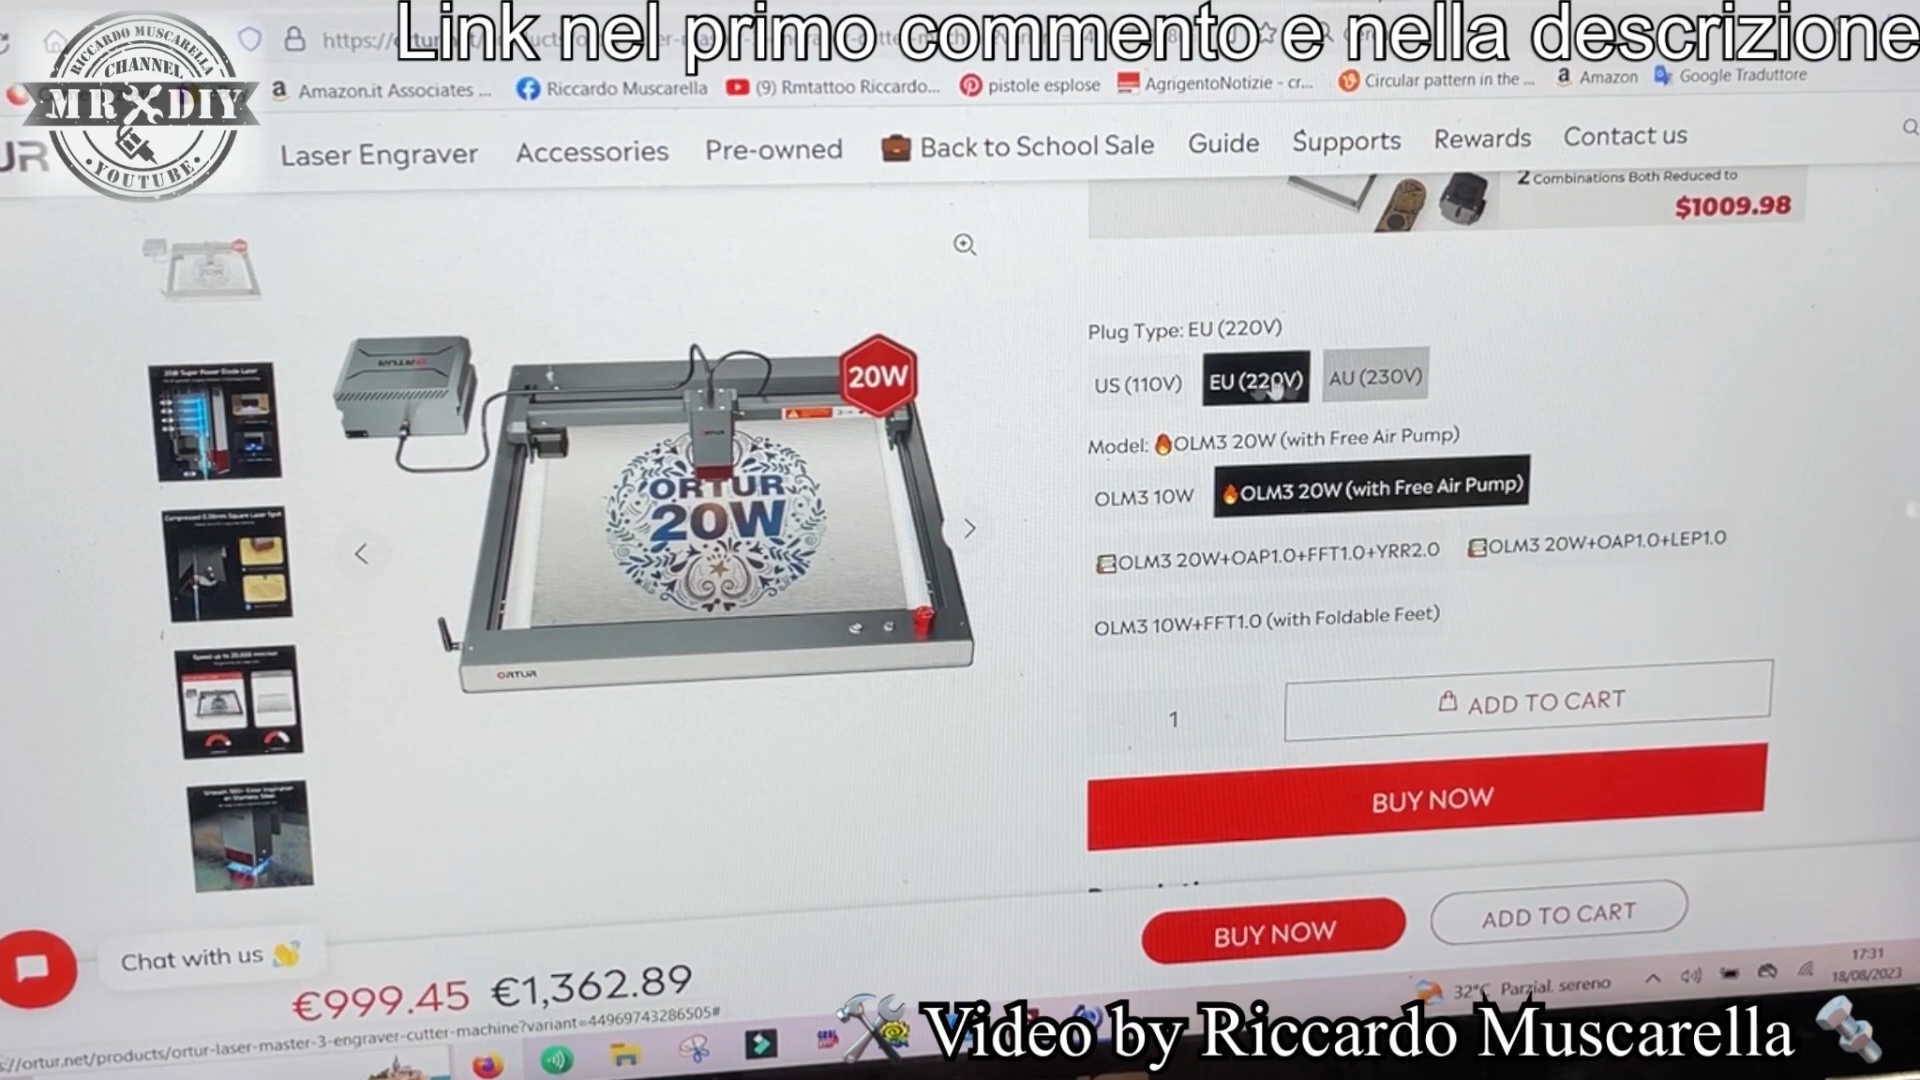 Link nel primo commento e nella descrizione
https://
RICCARDO MUSCARELLA
CHANNEL
MR DIY
YOUTUBE
Amazon.it Associates ...
Riccardo Muscarella
(9) Rmtattoo Riccardo...
pistole esplose
AgrigentoNotizie - cr...
Circular pattern in the ...
Amazon
Google Traduttore
UR
Laser Engraver
Accessories
Pre-owned
Back to School Sale
Guide
Supports
Rewards
Contact us
2 Combinations Both Reduced to
$1009.98
Plug Type: EU (220V)
US (110V)
EU (220V)
AU (230V)
Model: 🔥OLM3 20W (with Free Air Pump)
OLM3 10W
🔥OLM3 20W (with Free Air Pump)
OLM3 20W+OAP1.0+FFT1.0+YRR2.0
OLM3 20W+OAP1.0+LEP1.0
OLM3 10W+FFT1.0 (with Foldable Feet)
1
ADD TO CART
BUY NOW
20W
ORTUR
ORTUR
20W
ORTUR
BUY NOW
ADD TO CART
Chat with us 👋
€999.45 €1,362.89
://ortur.net/products/ortur-laser-master-3-engraver-cutter-machine?variant=44969743286505#
32°C Parzial. sereno
17:31
18/08/2023
Video by Riccardo Muscarella